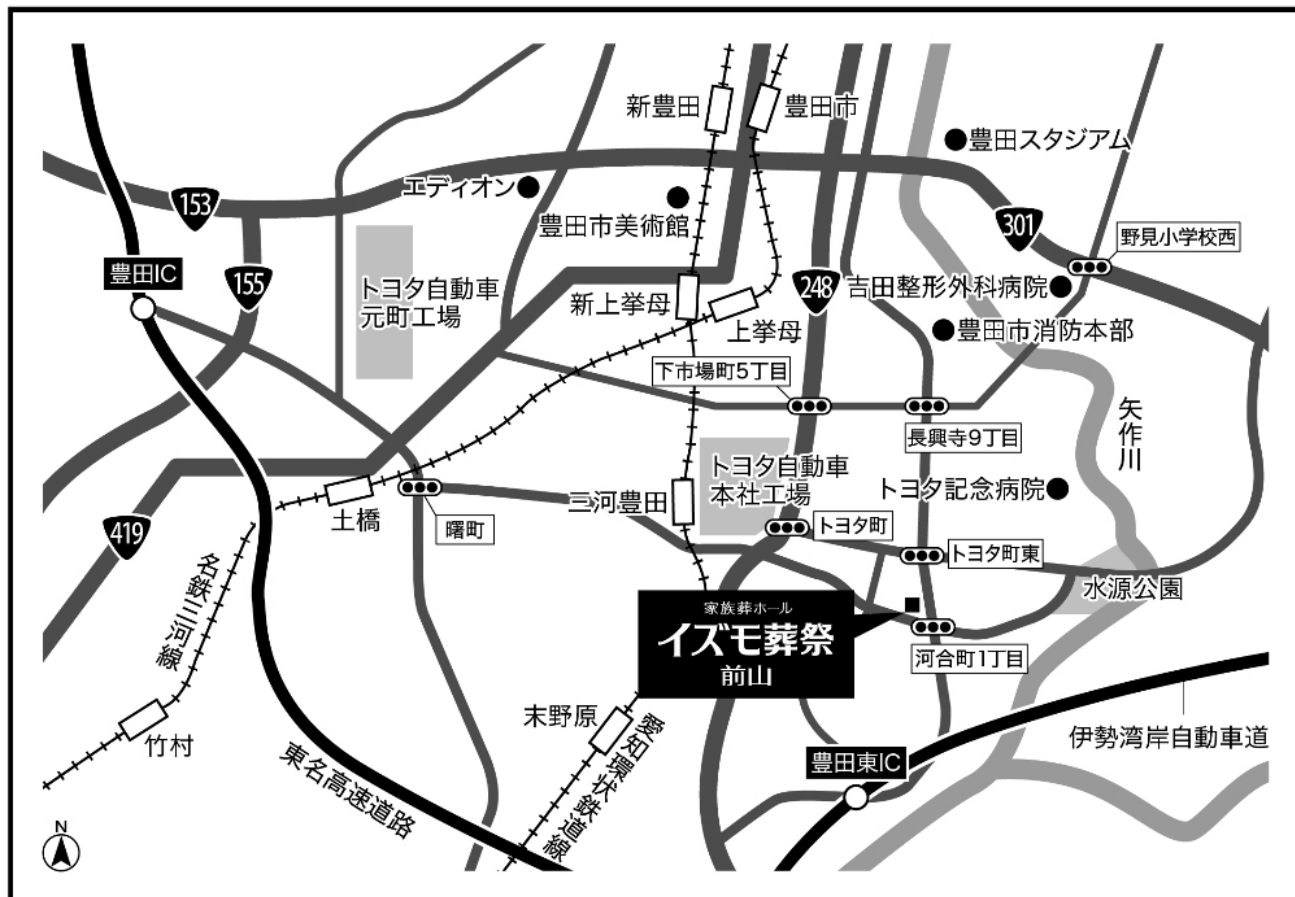 新豊田
豊田市
豊田スタジアム
153
エディオン
豊田市美術館
301
野見小学校西
豊田IC
155
トヨタ自動車
元町工場
新上挙母
上挙母
248
吉田整形外科病院
豊田市消防本部
下市場町5丁目
長興寺9丁目
矢作川
419
土橋
曙町
三河豊田
トヨタ自動車
本社工場
トヨタ記念病院
トヨタ町
トヨタ町東
水源公園
名鉄三河線
家族葬ホール
イズモ葬祭
前山
河合町1丁目
竹村
東名高速道路
末野原
愛知環状鉄道線
豊田東IC
伊勢湾岸自動車道
N